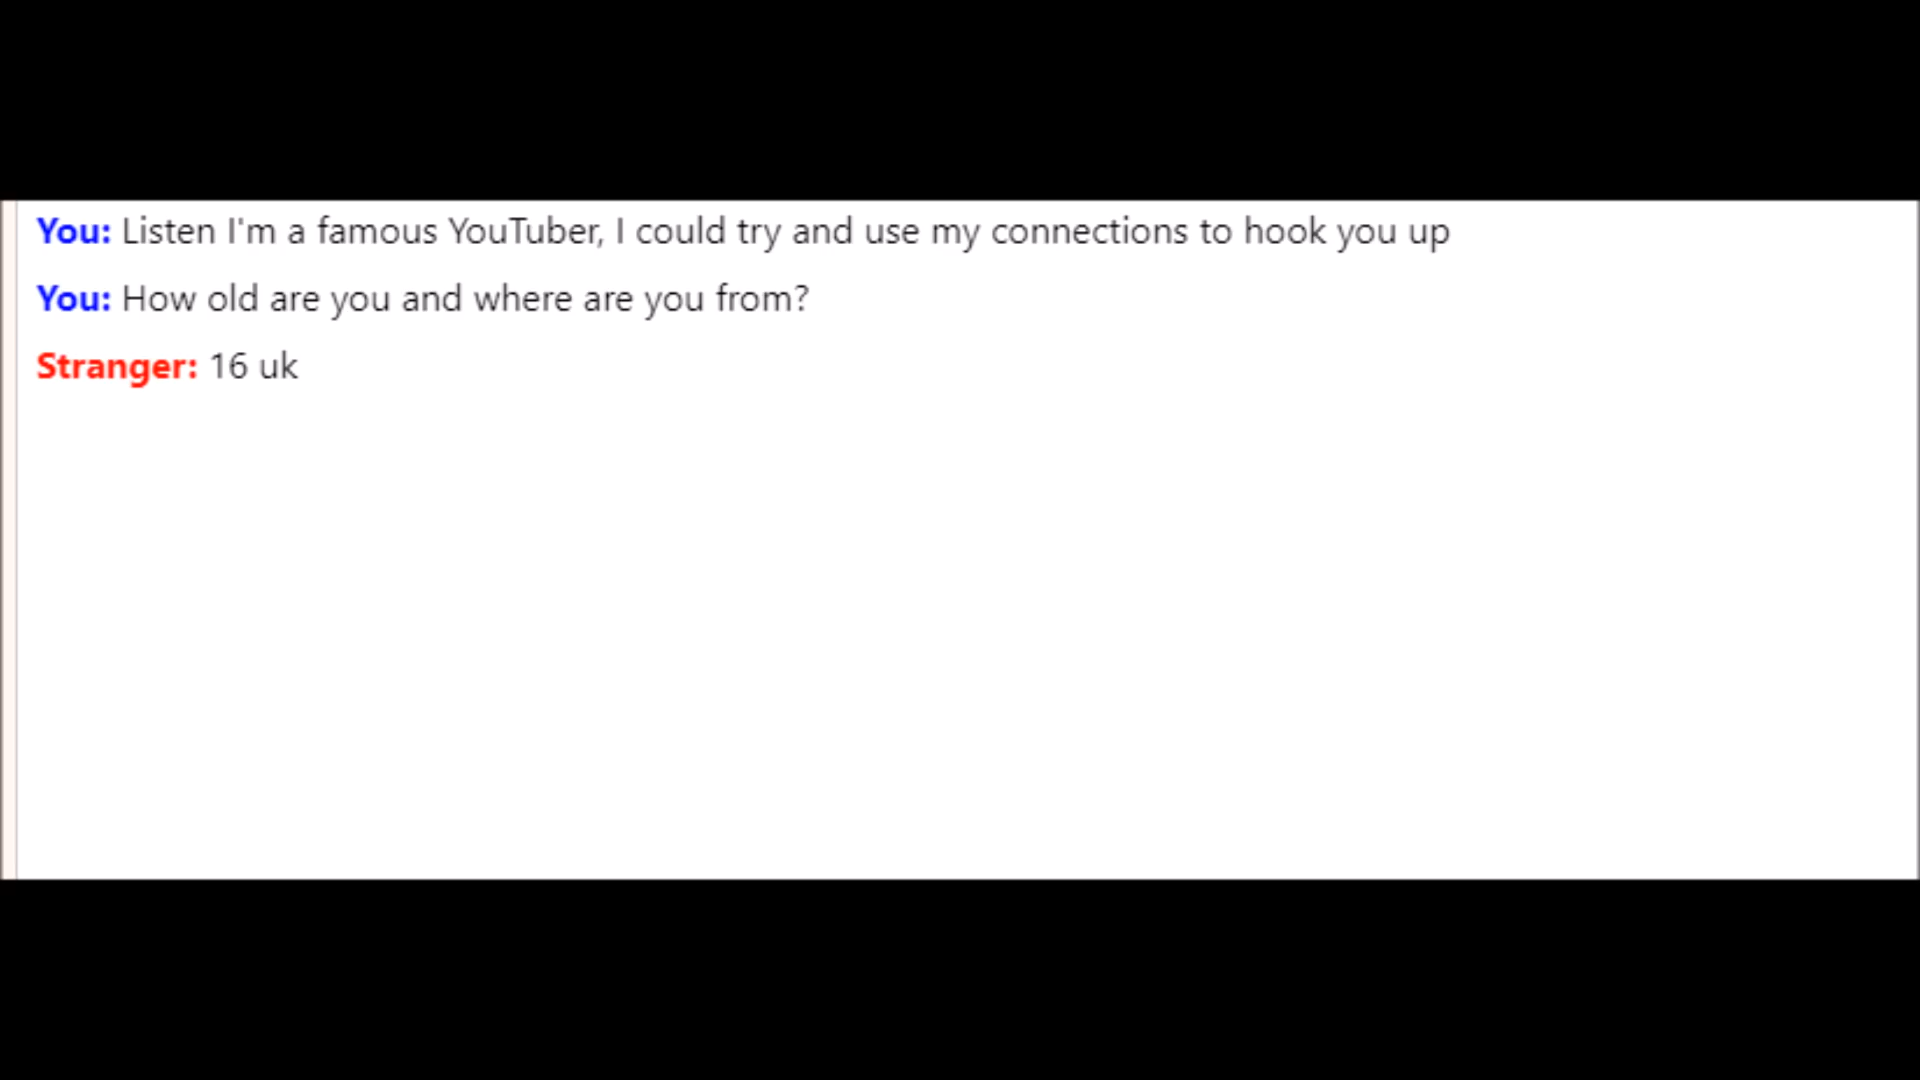 You: Listen I'm a famous YouTuber, I could try and use my connections to hook you up
You: How old are you and where are you from?
Stranger: 16 uk